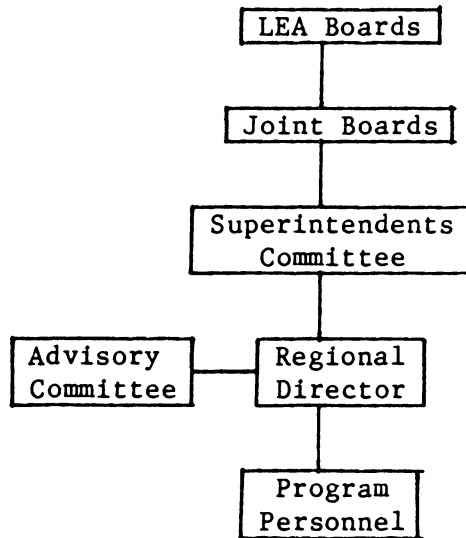 LEA Boards
Joint Boards
Superintendents
Committee
Advisory
Committee
Regional
Director
Program
Personnel